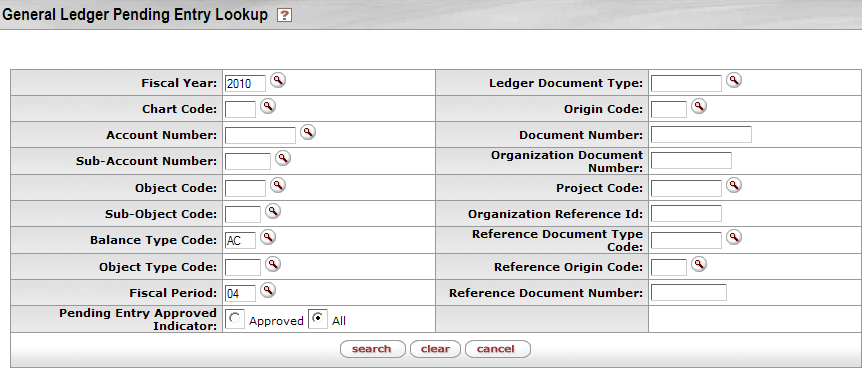 General Ledger Pending Entry Lookup ?
Fiscal Year: 2010 Ledger Document Type:
Chart Code: Origin Code:
Account Number: Document Number:
Sub-Account Number: Organization Document
Number:
Object Code: Project Code:
Sub-Object Code: Organization Reference Id:
Balance Type Code: AC Reference Document Type
Code:
Object Type Code: Reference Origin Code:
Fiscal Period: 04 Reference Document Number:
Pending Entry Approved
Indicator: Approved All
search clear cancel